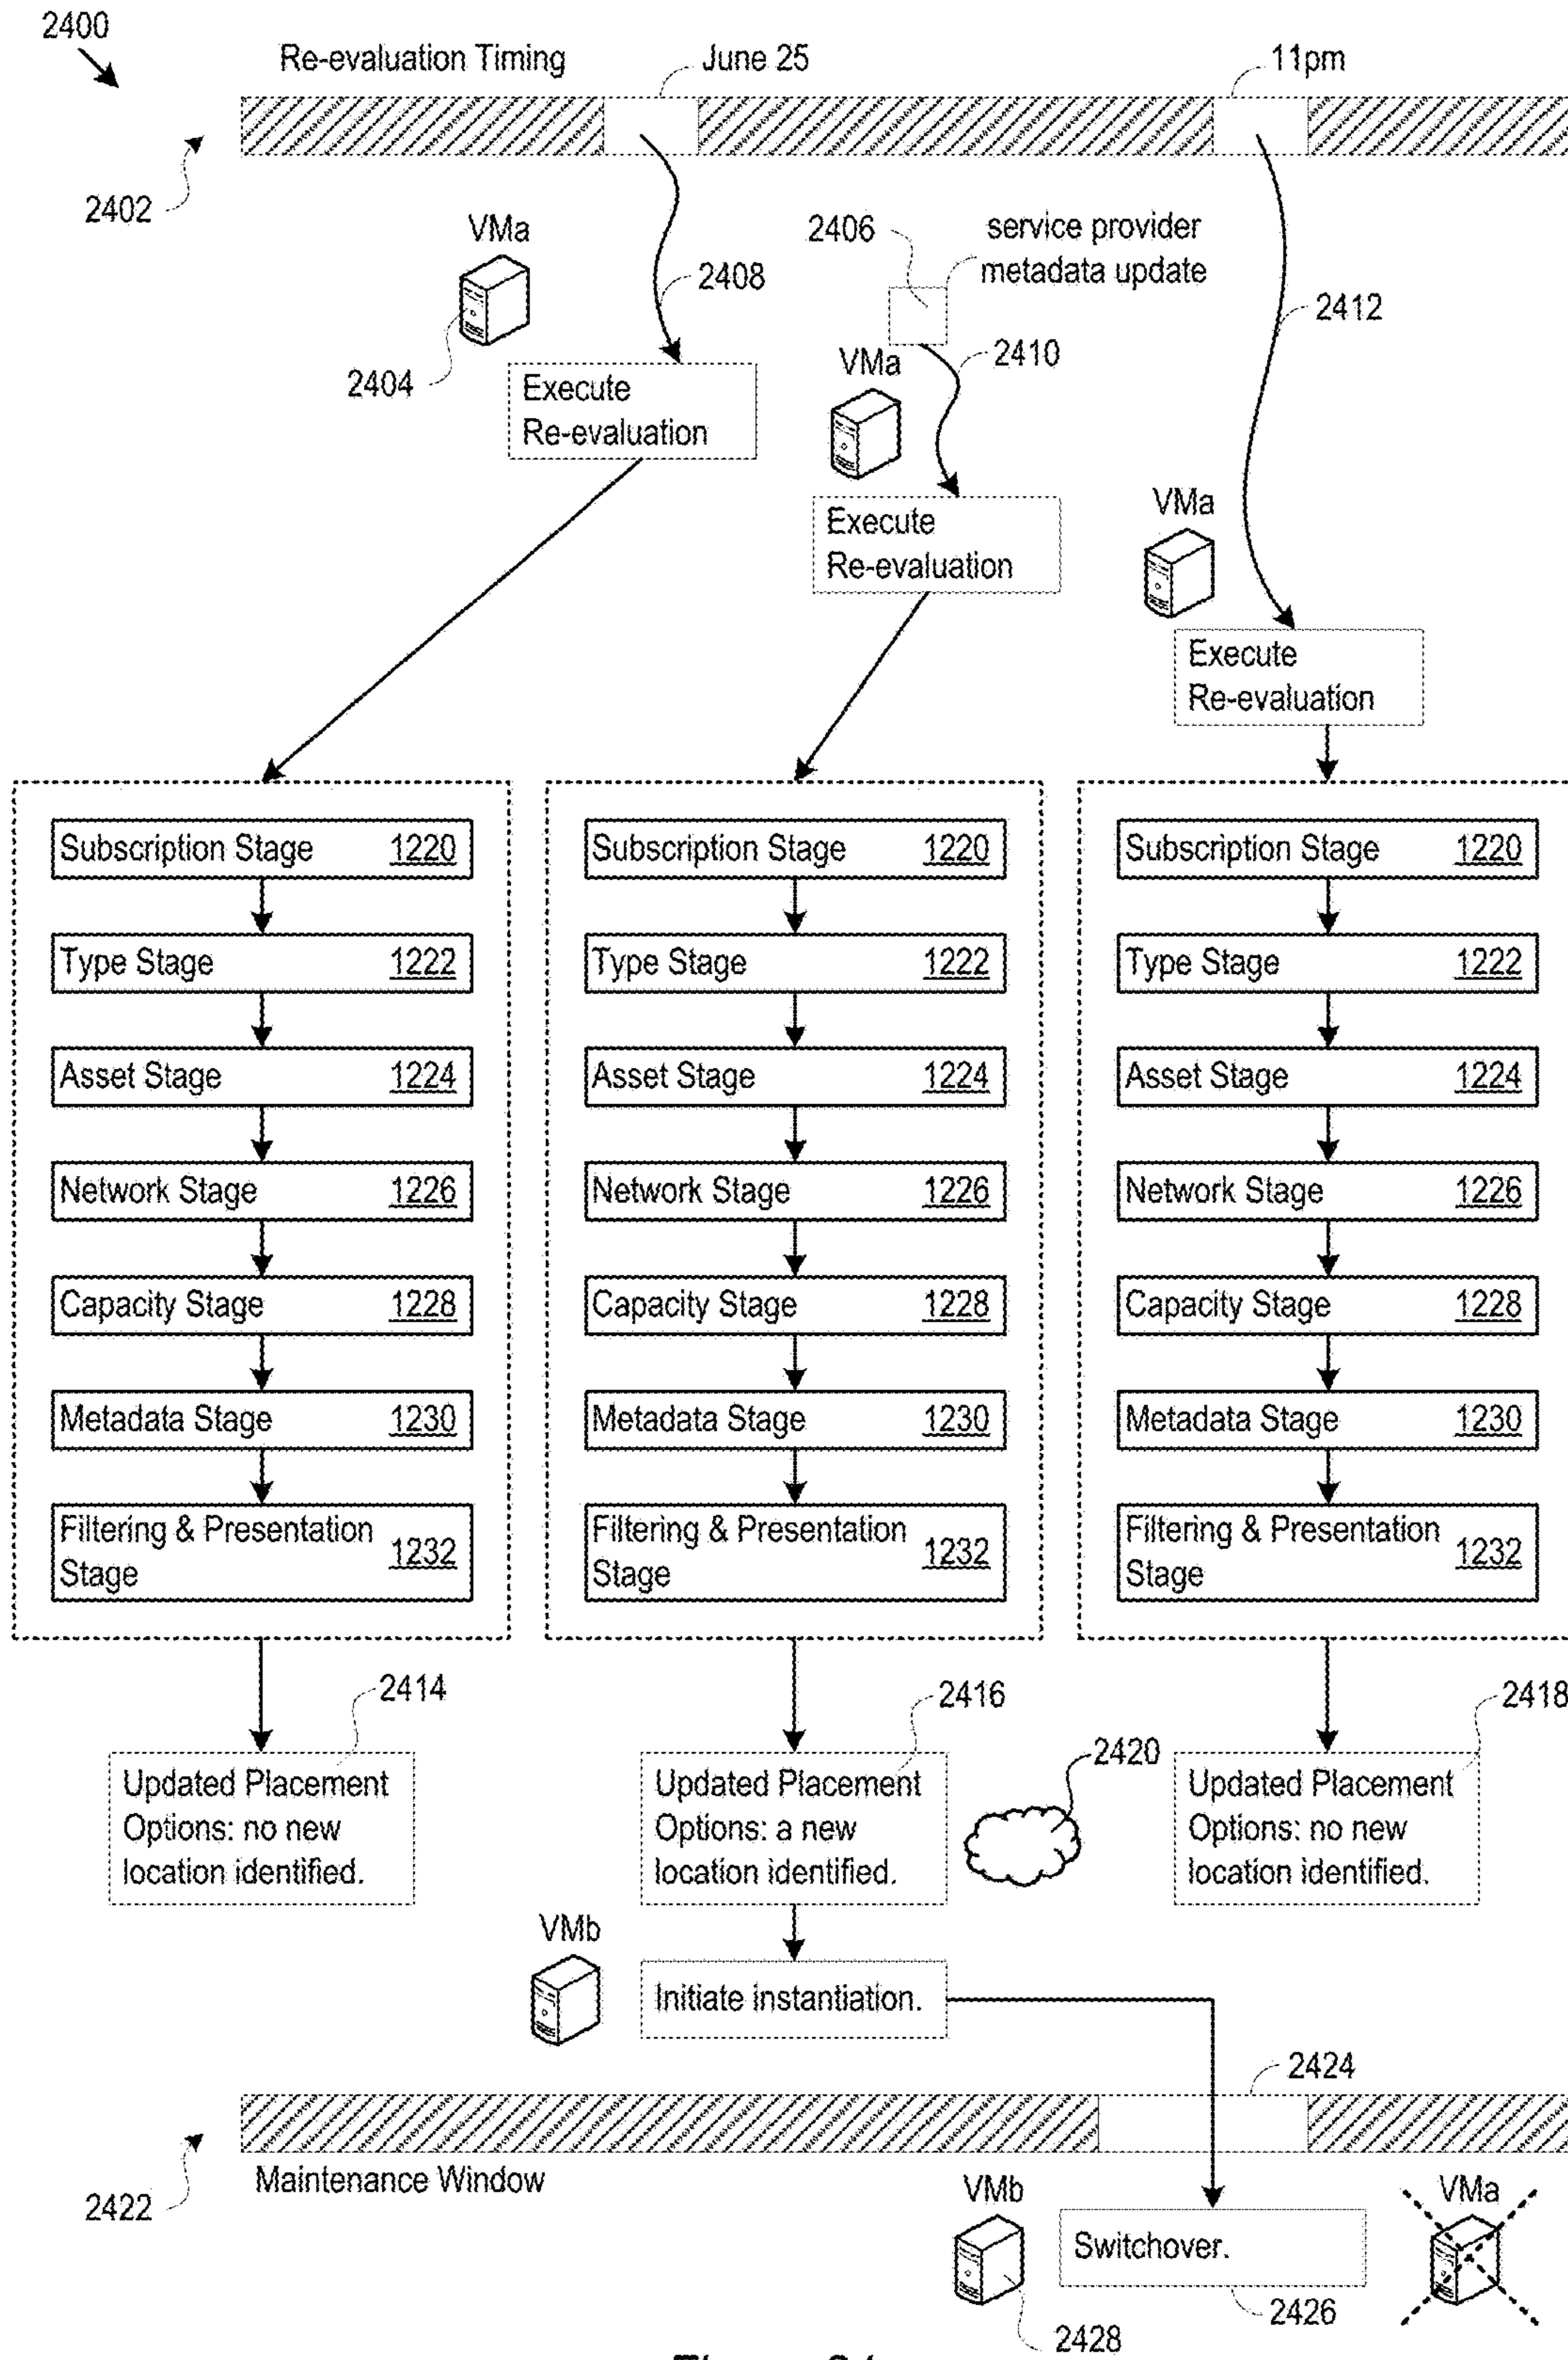 2400
Re-evaluation Timing
June 25
11pm
2402
VMa
2406
service provider
metadata update
2408
2412
2404
VMa
2410
Execute
Re-evaluation
VMa
Execute
Re-evaluation
Execute
Re-evaluation
Subscription Stage 1220
Type Stage 1222
Asset Stage 1224
Network Stage 1226
Capacity Stage 1228
Metadata Stage 1230
Filtering & Presentation
Stage
1232
Subscription Stage 1220
Type Stage 1222
Asset Stage 1224
Network Stage 1226
Capacity Stage 1228
Metadata Stage 1230
Filtering & Presentation
Stage
1232
Subscription Stage 1220
Type Stage 1222
Asset Stage 1224
Network Stage 1226
Capacity Stage 1228
Metadata Stage 1230
Filtering & Presentation
Stage
1232
2414
Updated Placement
Options: no new
location identified.
2416
Updated Placement
Options: a new
location identified.
2420
2418
Updated Placement
Options: no new
location identified.
VMb
Initiate instantiation.
2424
Maintenance Window
2422
VMb
Switchover.
VMa
2426
2428